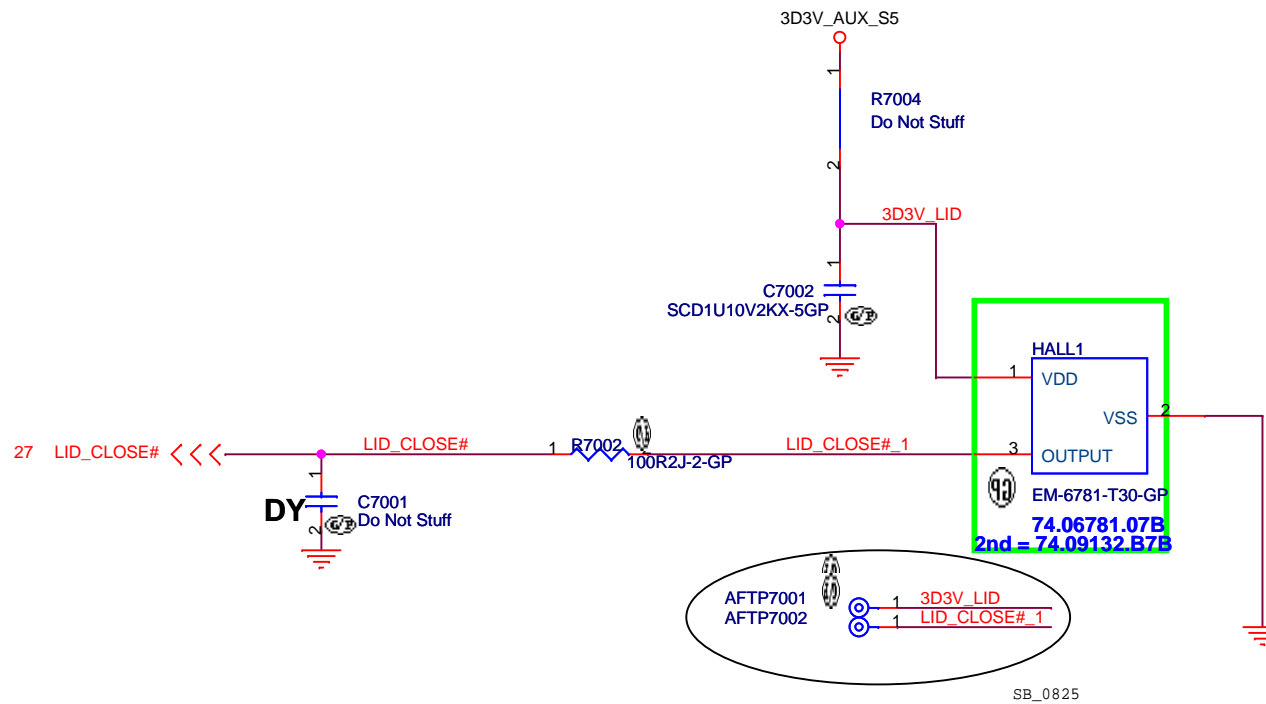 3D3V_AUX_S5
1
R7004
Do Not Stuff
2
3D3V_LID
1
C7002
SCD1U10V2KX-5GP
2
G/P
HALL1
1
VDD
VSS
2
27 LID_CLOSE#
LID_CLOSE#
1
R7002
100R2J-2-GP
LID_CLOSE#_1
3
OUTPUT
GP
EM-6781-T30-GP
74.06781.07B
2nd = 74.09132.B7B
1
DY
C7001
Do Not Stuff
2
G/P
AFTP7001
1
3D3V_LID
AFTP7002
1
LID_CLOSE#_1
SB_0825